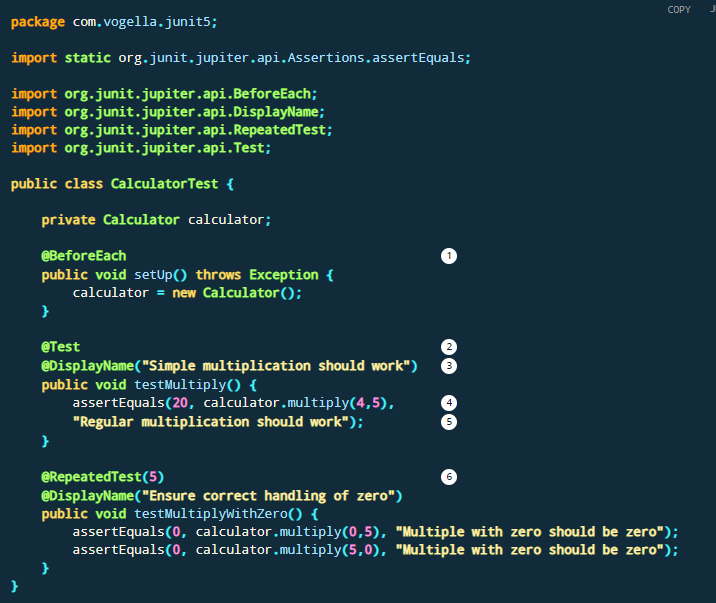 COPY
package com.vogella.junit5;
import static org.junit.jupiter.api.Assertions.assertEquals;
import org.junit.jupiter.api.BeforeEach;
import org.junit.jupiter.api.DisplayName;
import org.junit.jupiter.api.RepeatedTest;
import org.junit.jupiter.api.Test;
public class CalculatorTest {
private Calculator calculator;
@BeforeEach 1
public void setUp() throws Exception {
calculator = new Calculator();
}
@Test 2
@DisplayName("Simple multiplication should work") 3
public void testMultiply() {
assertEquals(20, calculator.multiply(4,5), 4
"Regular multiplication should work"); 5
}
@RepeatedTest(5) 6
@DisplayName("Ensure correct handling of zero")
public void testMultiplyWithZero() {
assertEquals(0, calculator.multiply(0,5), "Multiple with zero should be zero");
assertEquals(0, calculator.multiply(5,0), "Multiple with zero should be zero");
}
}